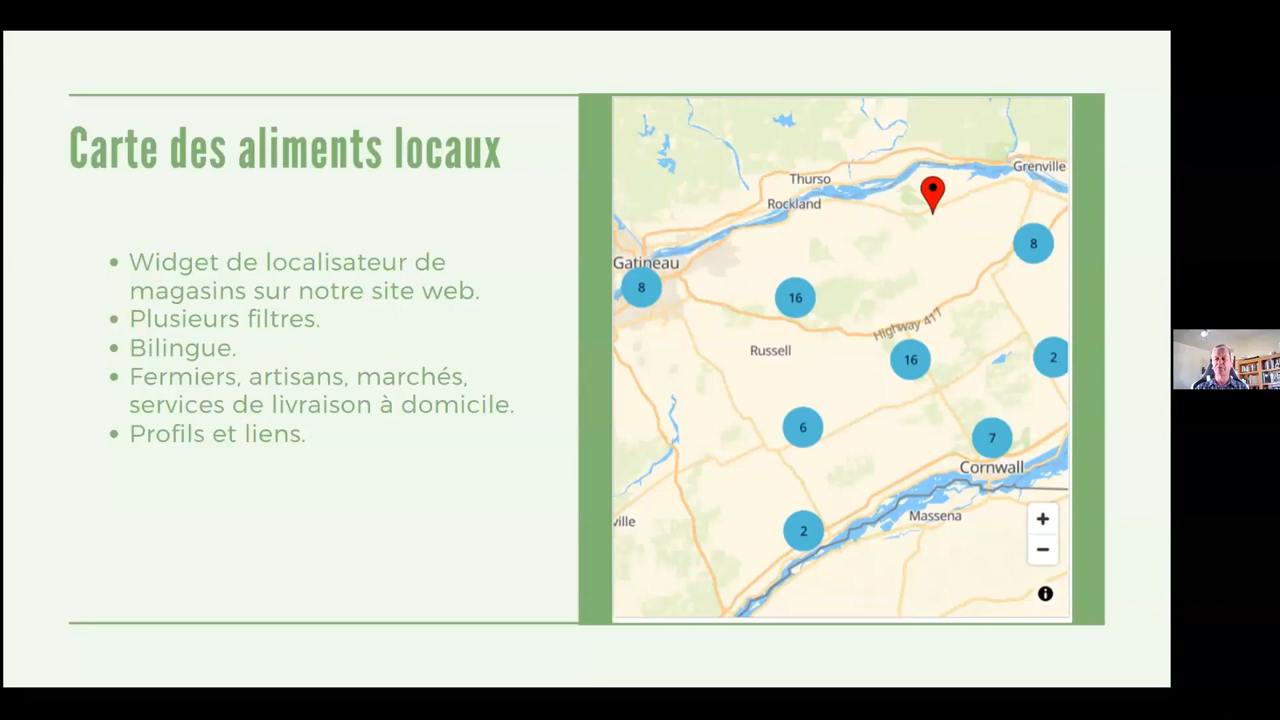 Carte des aliments locaux
• Widget de localisateur de
magasins sur notre site web.
• Plusieurs filtres.
• Bilingue.
• Fermiers, artisans, marchés,
services de livraison à domicile.
• Profils et liens.
Grenville
Thurso
Rockland
8
Gatineau
8
16
Highway 417
Russell
16
2
6
7
Cornwall
2
Massena
ville
+
−
i